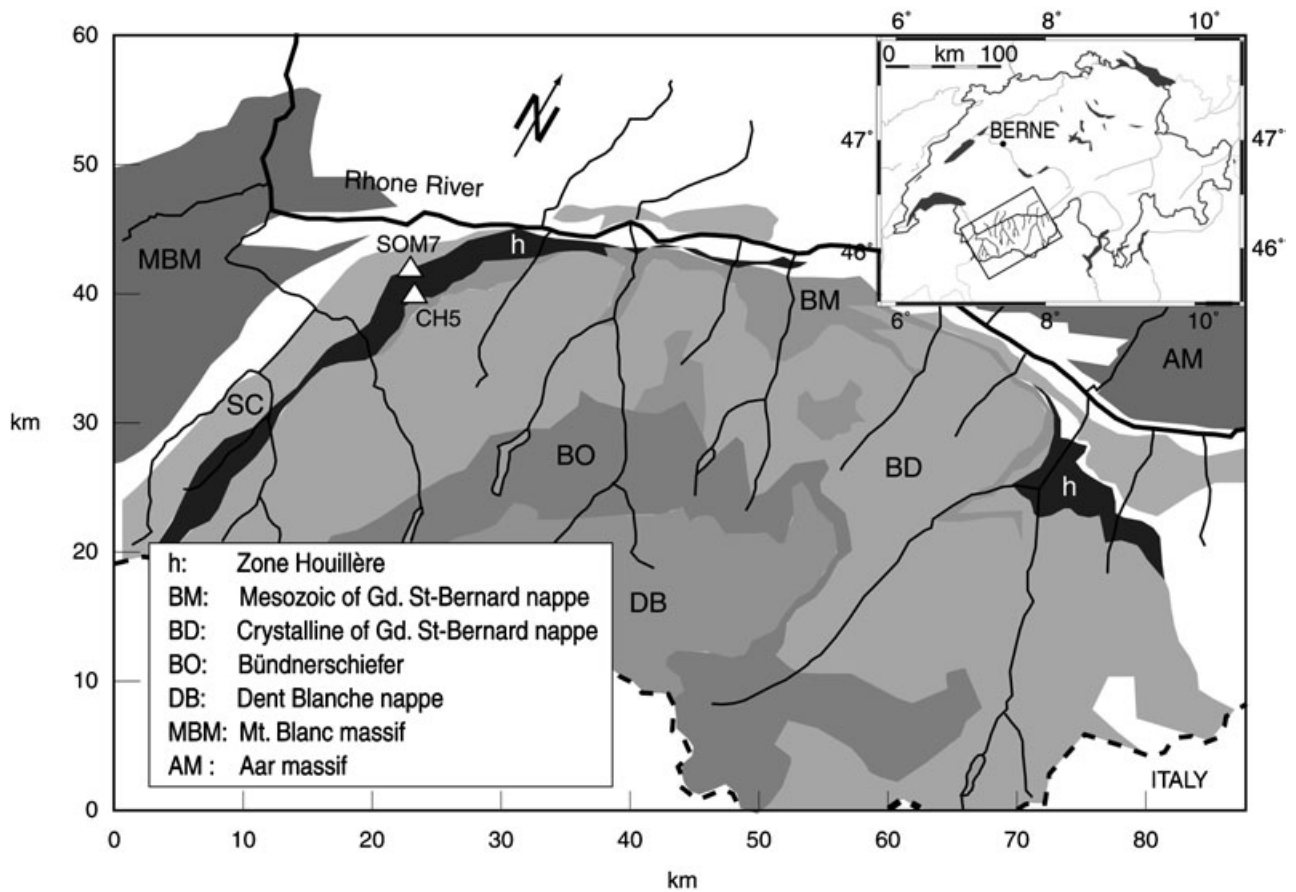 60
50
40
30
20
10
0
km
0
10
20
30
40
50
60
70
80
km
N
6°
8°
10°
0 km 100
47°
47°
BERNE
46°
46°
6°
8°
10°
Rhone River
SOM7
h
MBM
CH5
BM
AM
SC
BO
BD
h
DB
ITALY
h: Zone Houillère
BM: Mesozoic of Gd. St-Bernard nappe
BD: Crystalline of Gd. St-Bernard nappe
BO: Bündnerschiefer
DB: Dent Blanche nappe
MBM: Mt. Blanc massif
AM : Aar massif